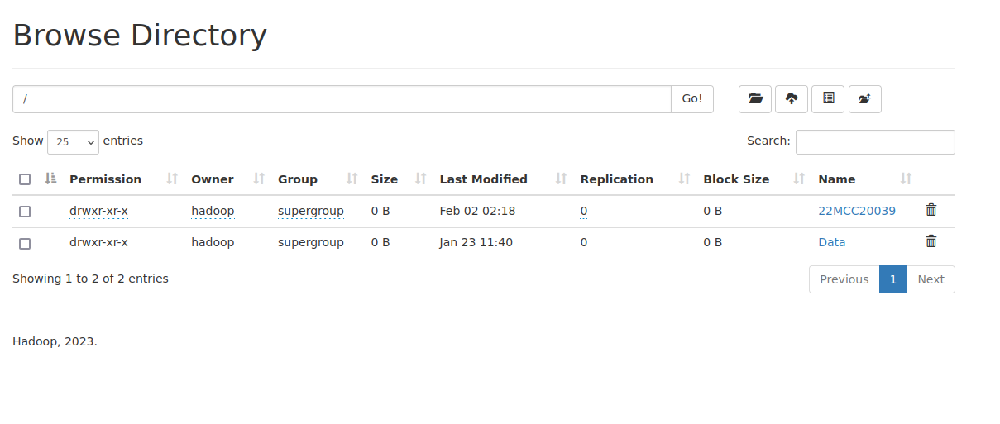 Browse Directory
/ Go!
Show 25 entries Search:
Permission Owner Group Size Last Modified Replication Block Size Name
drwxr-xr-x hadoop supergroup 0 B Feb 02 02:18 0 0 B 22MCC20039
drwxr-xr-x hadoop supergroup 0 B Jan 23 11:40 0 0 B Data
Showing 1 to 2 of 2 entries Previous 1 Next
Hadoop, 2023.